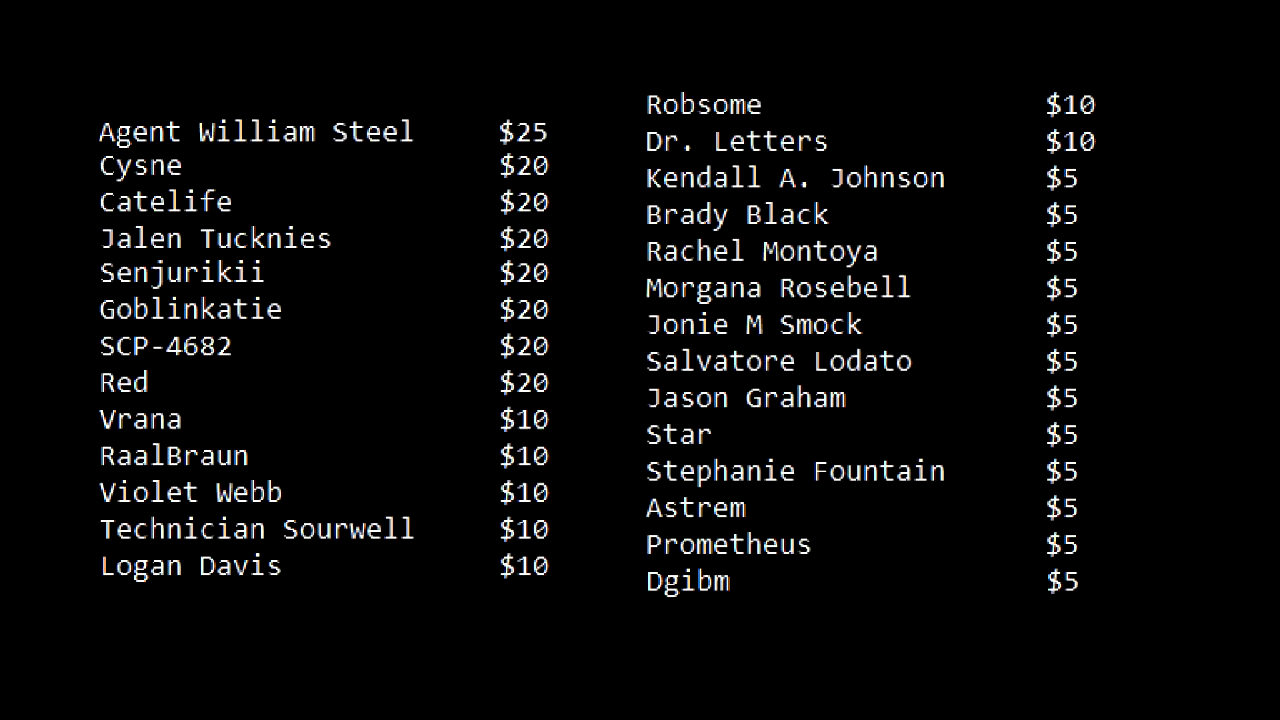 Agent William Steel $25
Cysne $20
Catelife $20
Jalen Tucknies $20
Senjurikii $20
Goblinkatie $20
SCP-4682 $20
Red $20
Vrana $10
RaalBraun $10
Violet Webb $10
Technician Sourwell $10
Logan Davis $10
Robsome $10
Dr. Letters $10
Kendall A. Johnson $5
Brady Black $5
Rachel Montoya $5
Morgana Rosebell $5
Jonie M Smock $5
Salvatore Lodato $5
Jason Graham $5
Star $5
Stephanie Fountain $5
Astrem $5
Prometheus $5
Dgibm $5